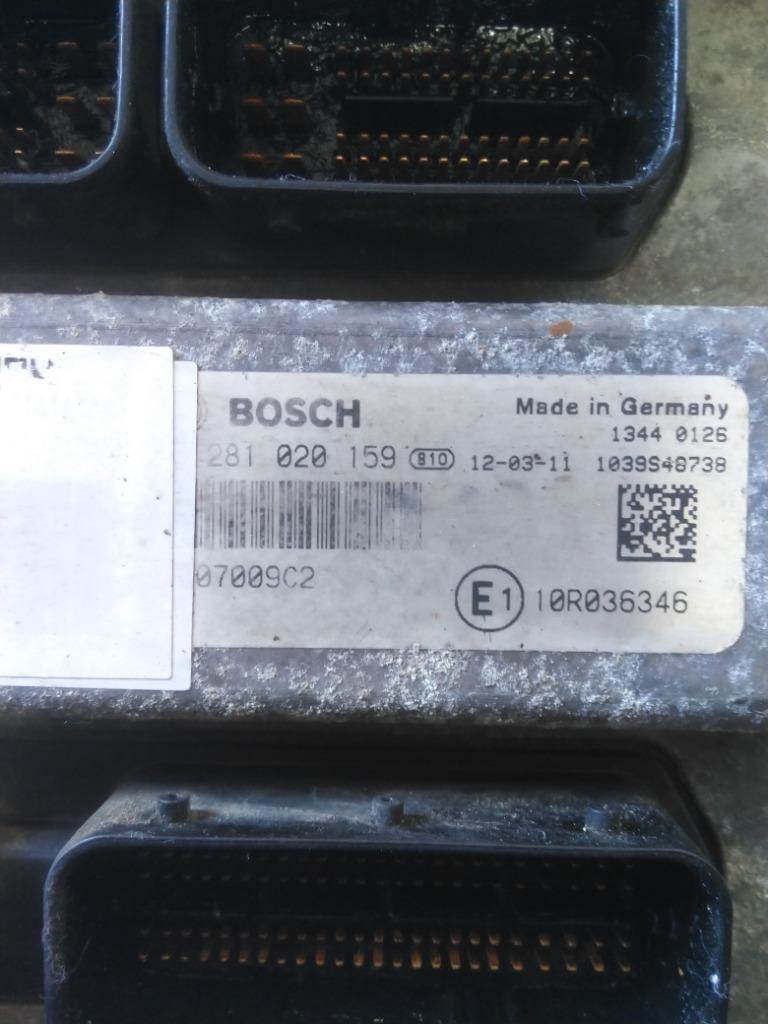 BOSCH
Made in Germany
1344 0126
281 020 159 810 12-03-11 1039S48738
07009C2
E1 10R036346